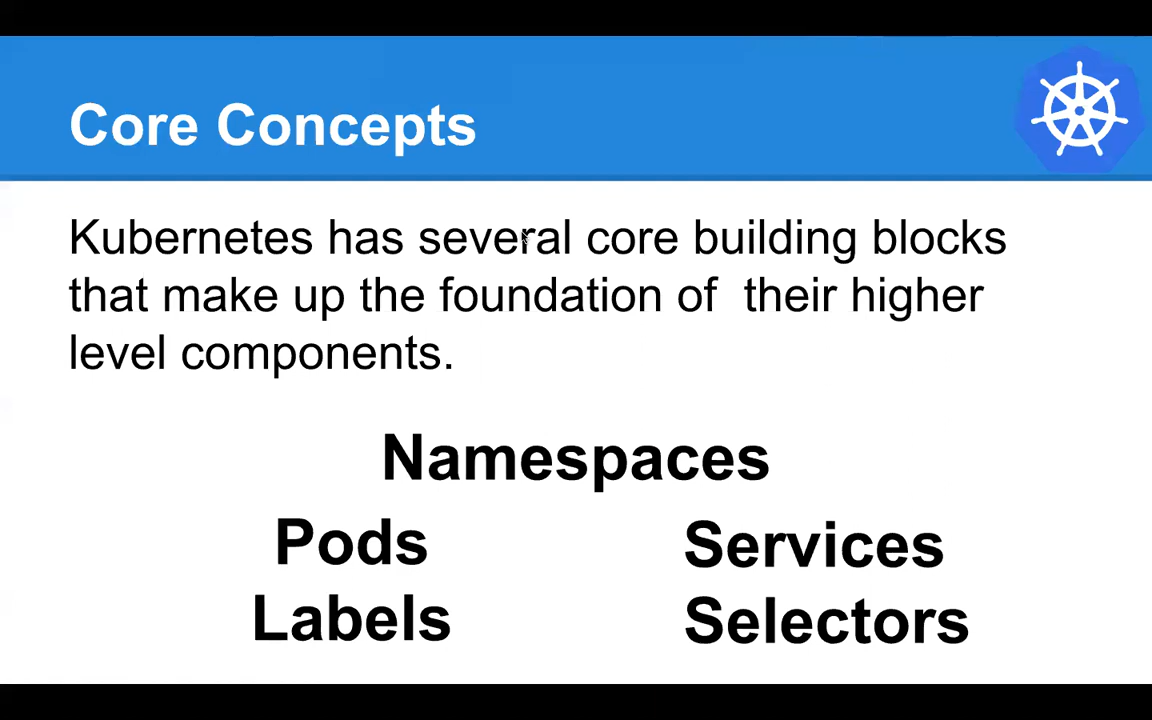 Core Concepts
Kubernetes has several core building blocks
that make up the foundation of  their higher
level components.
Namespaces
Pods
Services
Labels
Selectors